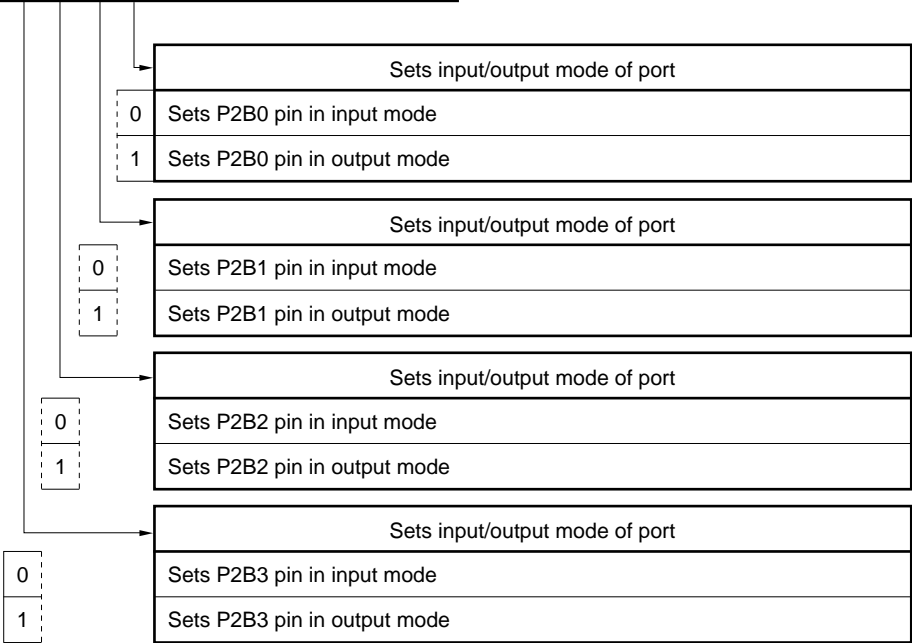 Sets input/output mode of port
0 Sets P2B0 pin in input mode
1 Sets P2B0 pin in output mode
Sets input/output mode of port
0 Sets P2B1 pin in input mode
1 Sets P2B1 pin in output mode
Sets input/output mode of port
0 Sets P2B2 pin in input mode
1 Sets P2B2 pin in output mode
Sets input/output mode of port
0 Sets P2B3 pin in input mode
1 Sets P2B3 pin in output mode